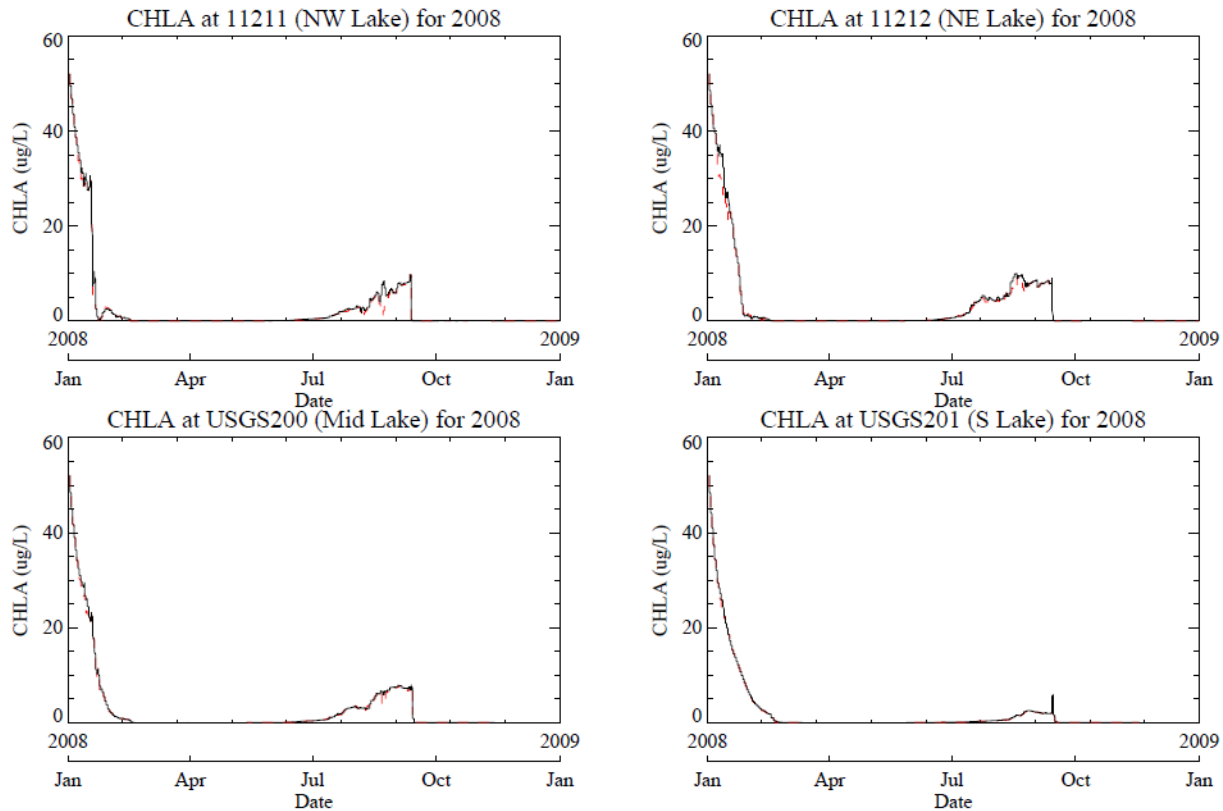 CHLA at 11211 (NW Lake) for 2008
60
40
20
0
CHLA (ug/L)
2008
2009
Jan
Apr
Jul
Oct
Jan
Date
CHLA at 11212 (NE Lake) for 2008
60
40
20
0
CHLA (ug/L)
2008
2009
Jan
Apr
Jul
Oct
Jan
Date
CHLA at USGS200 (Mid Lake) for 2008
60
40
20
0
CHLA (ug/L)
2008
2009
Jan
Apr
Jul
Oct
Jan
Date
CHLA at USGS201 (S Lake) for 2008
60
40
20
0
CHLA (ug/L)
2008
2009
Jan
Apr
Jul
Oct
Jan
Date